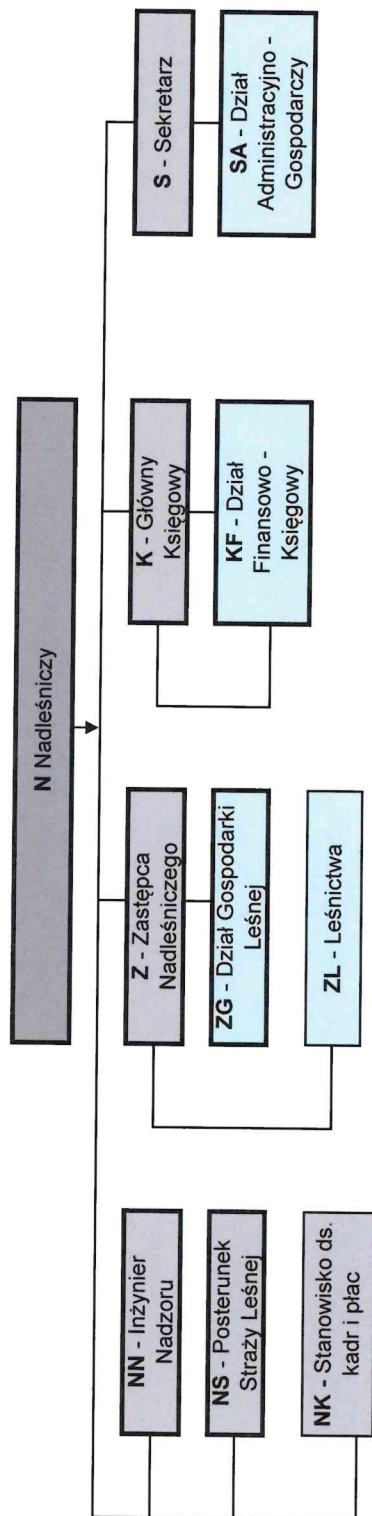 N Nadleśniczy
NN - Inżynier
Nadzoru
NS - Posterunek
Straży Leśnej
NK - Stanowisko ds.
kadr i płac
Z - Zastępca
Nadleśniczego
ZG - Dział Gospodarki
Leśnej
ZL - Leśnictwa
K - Główny
Księgowy
KF - Dział
Finansowo -
Księgowy
S - Sekretarz
SA - Dział
Administracyjno -
Gospodarczy